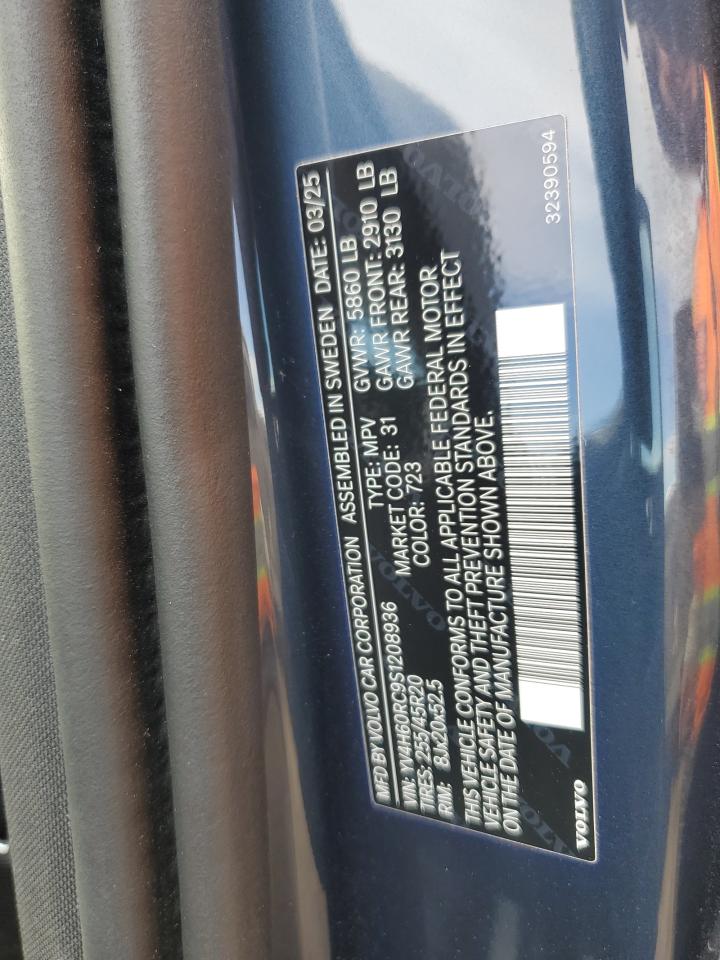 MFD BY VOLVO CAR CORPORATION ASSEMBLED IN SWEDEN DATE: 03/25
VIN: YV4H60RC9S1208936 TYPE: MPV GVWR: 5860 LB
TIRES: 255/45R20 MARKET CODE: 31 GAWR FRONT: 2910 LB
RIM: 8Jx20x52.5 COLOR: 723 GAWR REAR: 3130 LB
THIS VEHICLE CONFORMS TO ALL APPLICABLE FEDERAL MOTOR
VEHICLE SAFETY AND THEFT PREVENTION STANDARDS IN EFFECT
ON THE DATE OF MANUFACTURE SHOWN ABOVE.
VOLVO 32390594